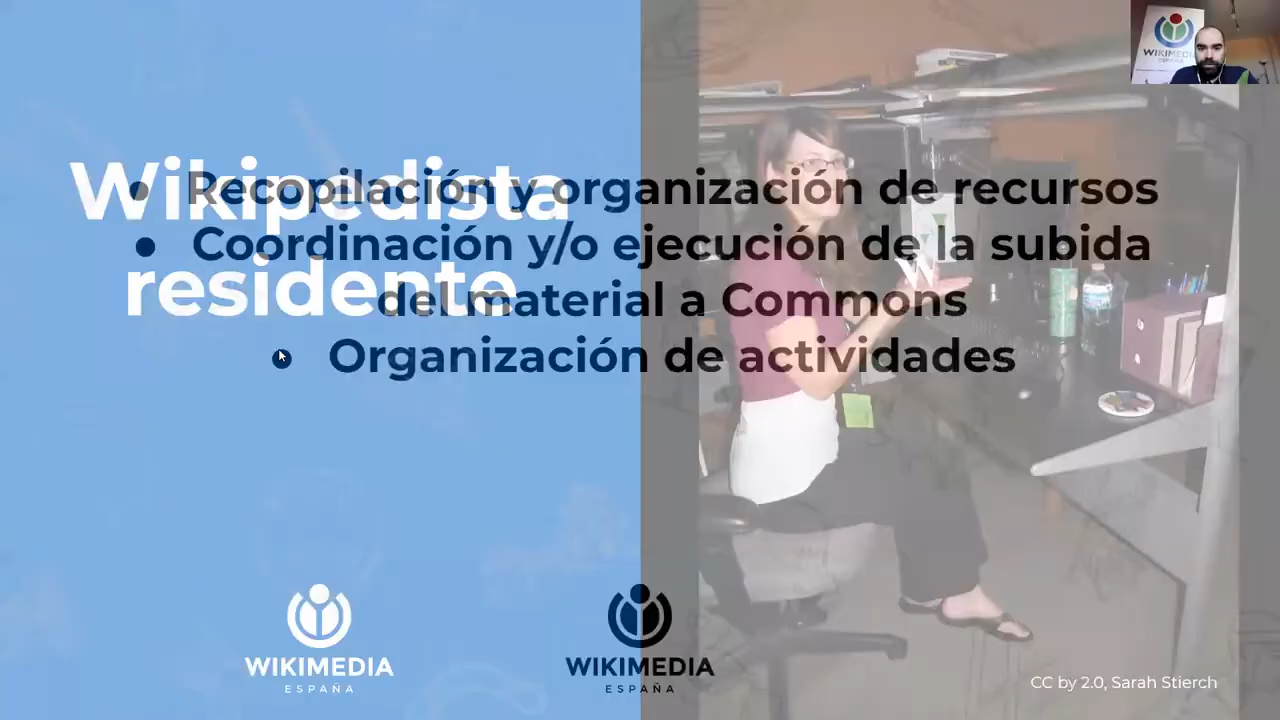 Wikipedista
residente
● Recopilación y organización de recursos
● Coordinación y/o ejecución de la subida
del material a Commons
● Organización de actividades
WIKIMEDIA
ESPAÑA
WIKIMEDIA
ESPAÑA
CC by 2.0, Sarah Stierch
WIKIMEDIA
ESPAÑA
W